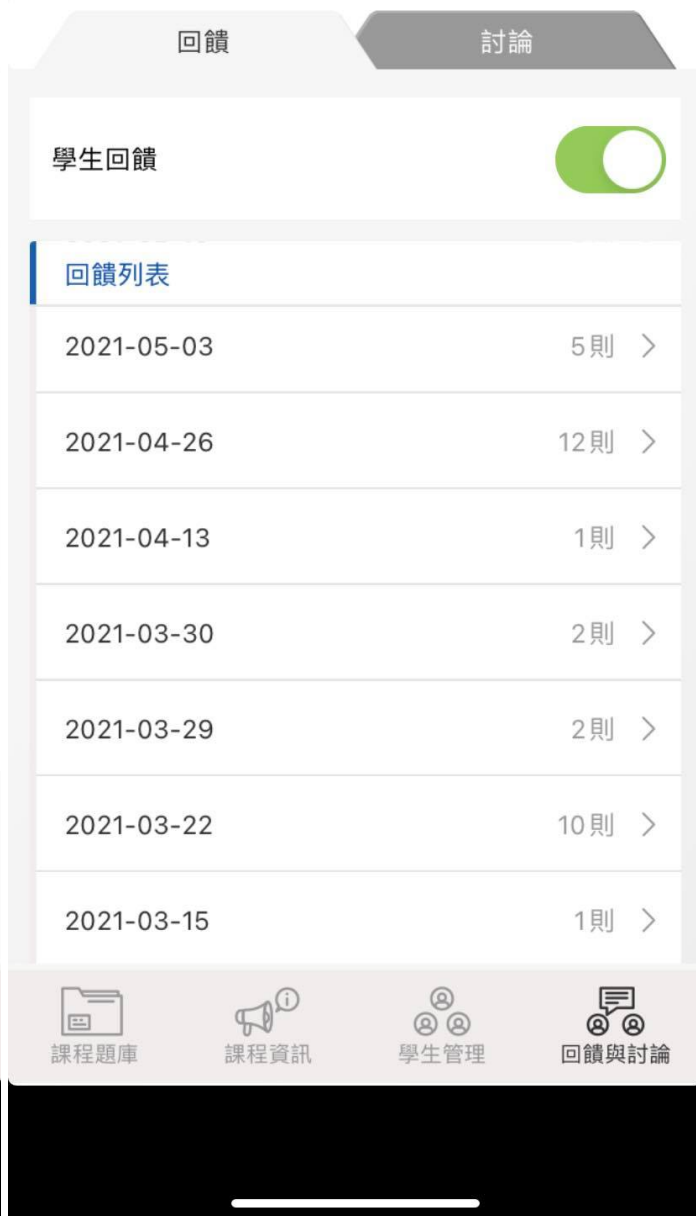 回饋 討論
學生回饋
回饋列表
2021-05-03 5則
2021-04-26 12則
2021-04-13 1則
2021-03-30 2則
2021-03-29 2則
2021-03-22 10則
2021-03-15 1則
課程題庫 課程資訊 學生管理 回饋與討論